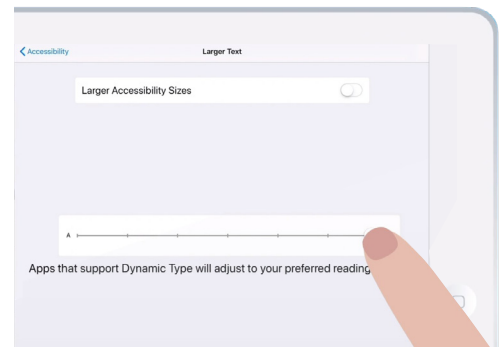 Accessibility
Larger Text
Larger Accessibility Sizes
A
Apps that support Dynamic Type will adjust to your preferred reading